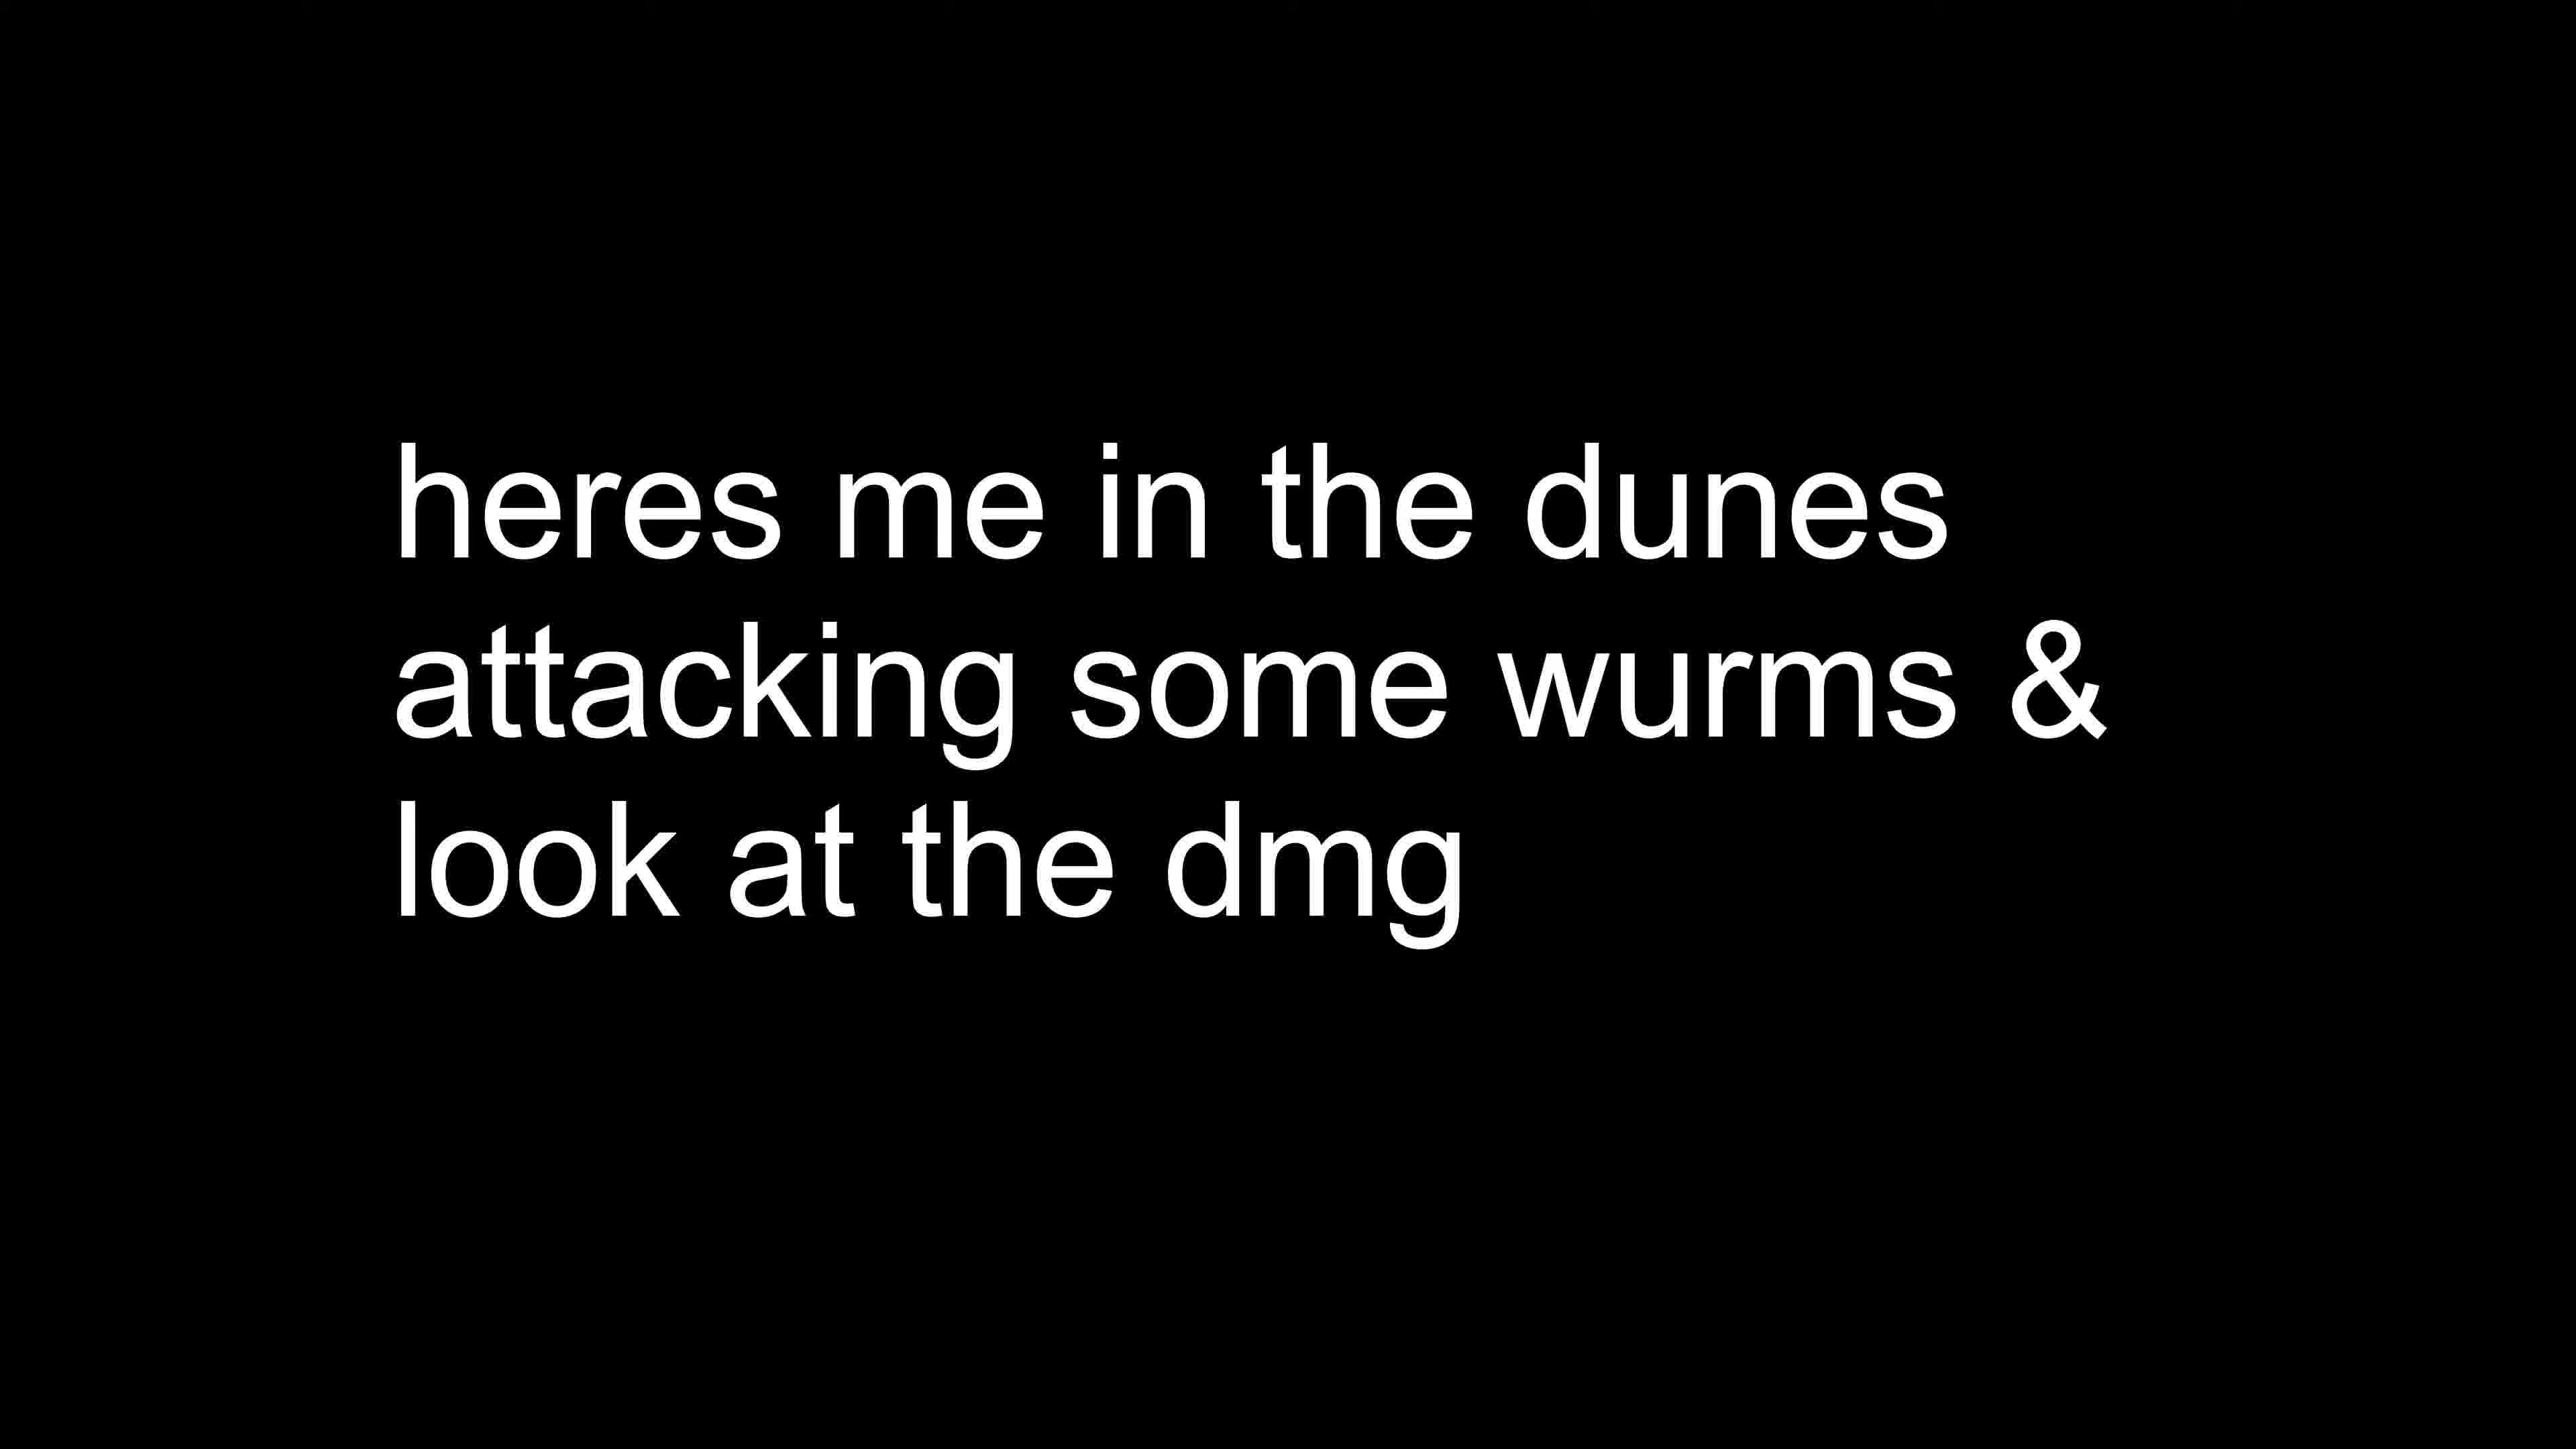 heres me in the dunes
attacking some wurms &
look at the dmg